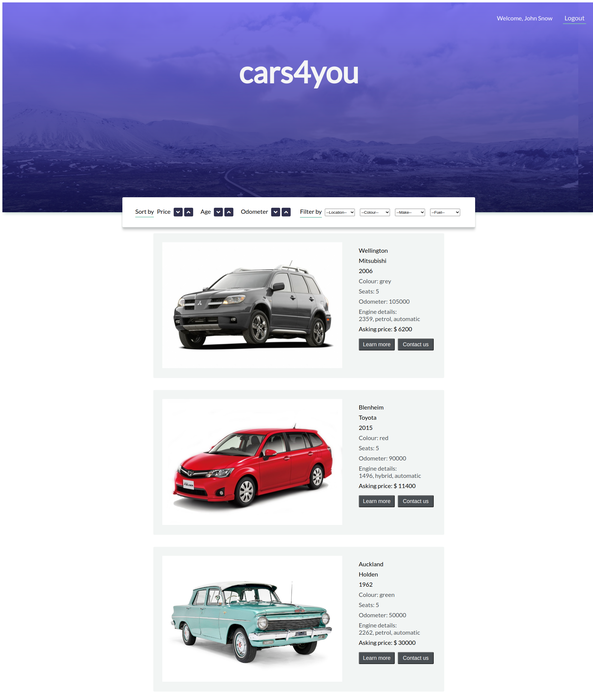 Welcome, John Snow Logout
cars4you
Sort by Price Age Odometer Filter by --Location-- --Colour-- --Make-- --Fuel--
Wellington
Mitsubishi
2006
Colour: grey
Seats: 5
Odometer: 105000
Engine details:
2359, petrol, automatic
Asking price: $ 6200
Learn more Contact us
Blenheim
Toyota
2015
Colour: red
Seats: 5
Odometer: 90000
Engine details:
1496, hybrid, automatic
Asking price: $ 11400
Learn more Contact us
Auckland
Holden
1962
Colour: green
Seats: 5
Odometer: 50000
Engine details:
2262, petrol, automatic
Asking price: $ 30000
Learn more Contact us